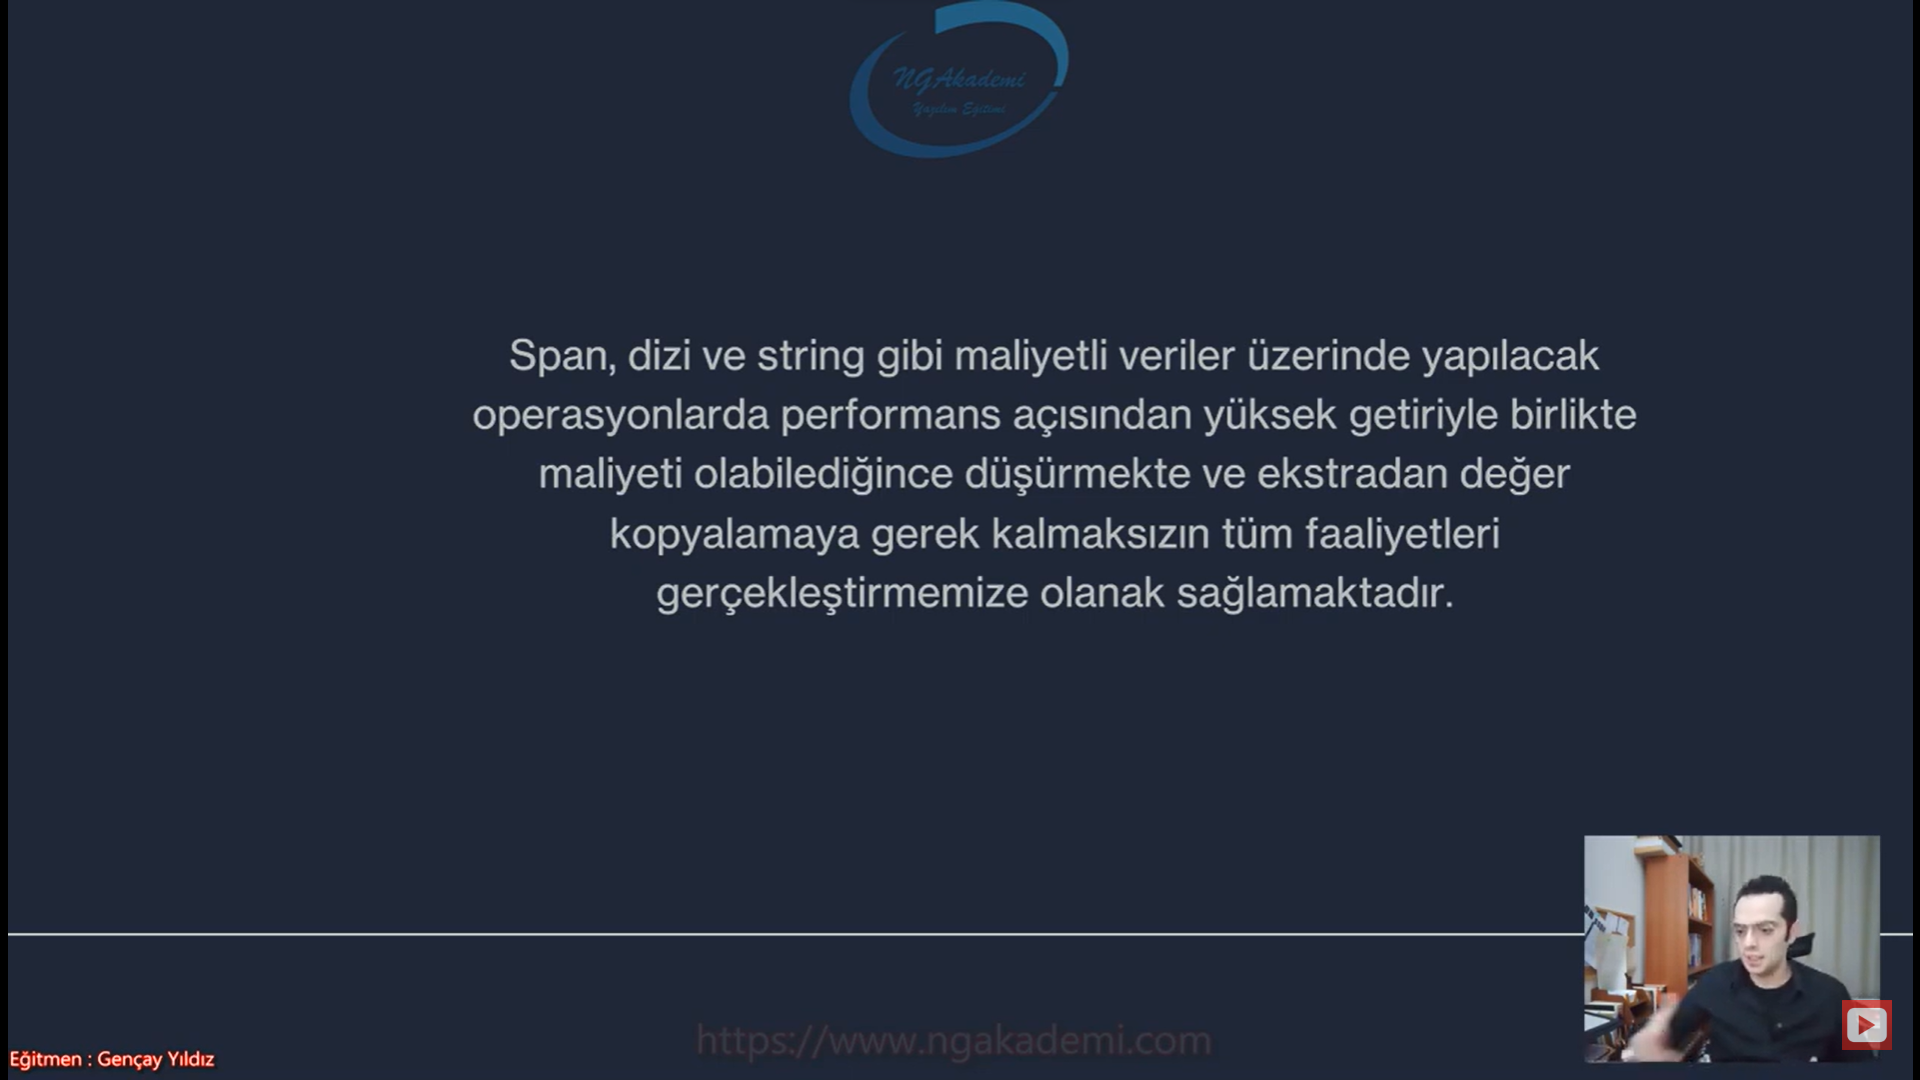 NGAkademi
Yazılım Eğitimi
Span, dizi ve string gibi maliyetli veriler üzerinde yapılacak
operasyonlarda performans açısından yüksek getiriyle birlikte
maliyeti olabilediğince düşürmekte ve ekstradan değer
kopyalamaya gerek kalmaksızın tüm faaliyetleri
gerçekleştirmemize olanak sağlamaktadır.
https://www.ngakademi.com
Eğitmen : Gençay Yıldız